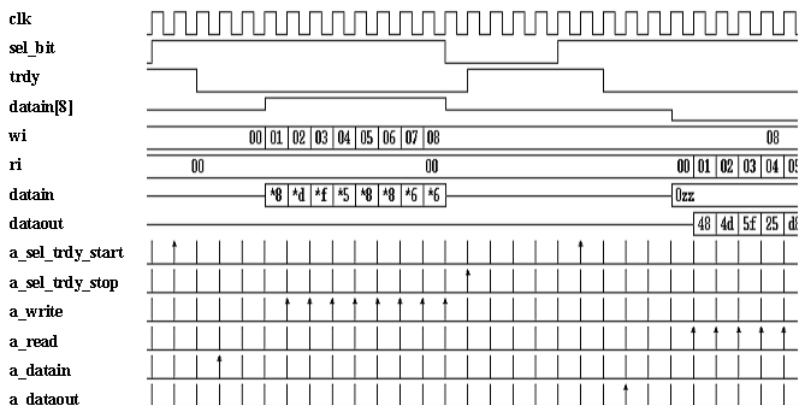 clk
sel_bit
trdy
datain[8]
wi 00 01 02 03 04 05 06 07 08 08
ri 00 00 00 01 02 03 04 05
datain *8 *d *f *5 *8 *8 *6 *6 0zz
dataout 48 4d 5f 25 d8
a_sel_trdy_start
a_sel_trdy_stop
a_write
a_read
a_datain
a_dataout